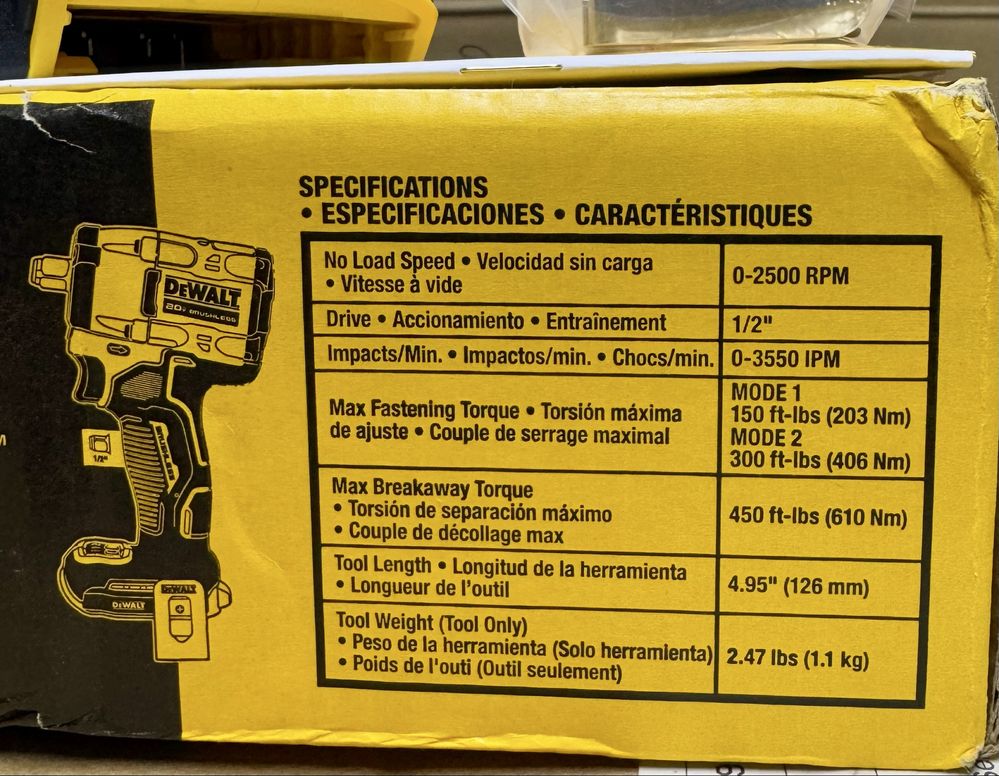 SPECIFICATIONS
• ESPECIFICACIONES • CARACTÉRISTIQUES
No Load Speed • Velocidad sin carga
• Vitesse à vide
0-2500 RPM
Drive • Accionamiento • Entraînement
1/2"
Impacts/Min. • Impactos/min. • Chocs/min.
0-3550 IPM
Max Fastening Torque • Torsión máxima
de ajuste • Couple de serrage maximal
MODE 1
150 ft-lbs (203 Nm)
MODE 2
300 ft-lbs (406 Nm)
Max Breakaway Torque
• Torsión de separación máximo
• Couple de décollage max
450 ft-lbs (610 Nm)
Tool Length • Longitud de la herramienta
• Longueur de l'outil
4.95" (126 mm)
Tool Weight (Tool Only)
• Peso de la herramienta (Solo herramienta)
• Poids de l'outi (Outil seulement)
2.47 lbs (1.1 kg)
DEWALT
20V BRUSHLESS
BRUSHLESS
1/2"
DEWALT
DEWALT